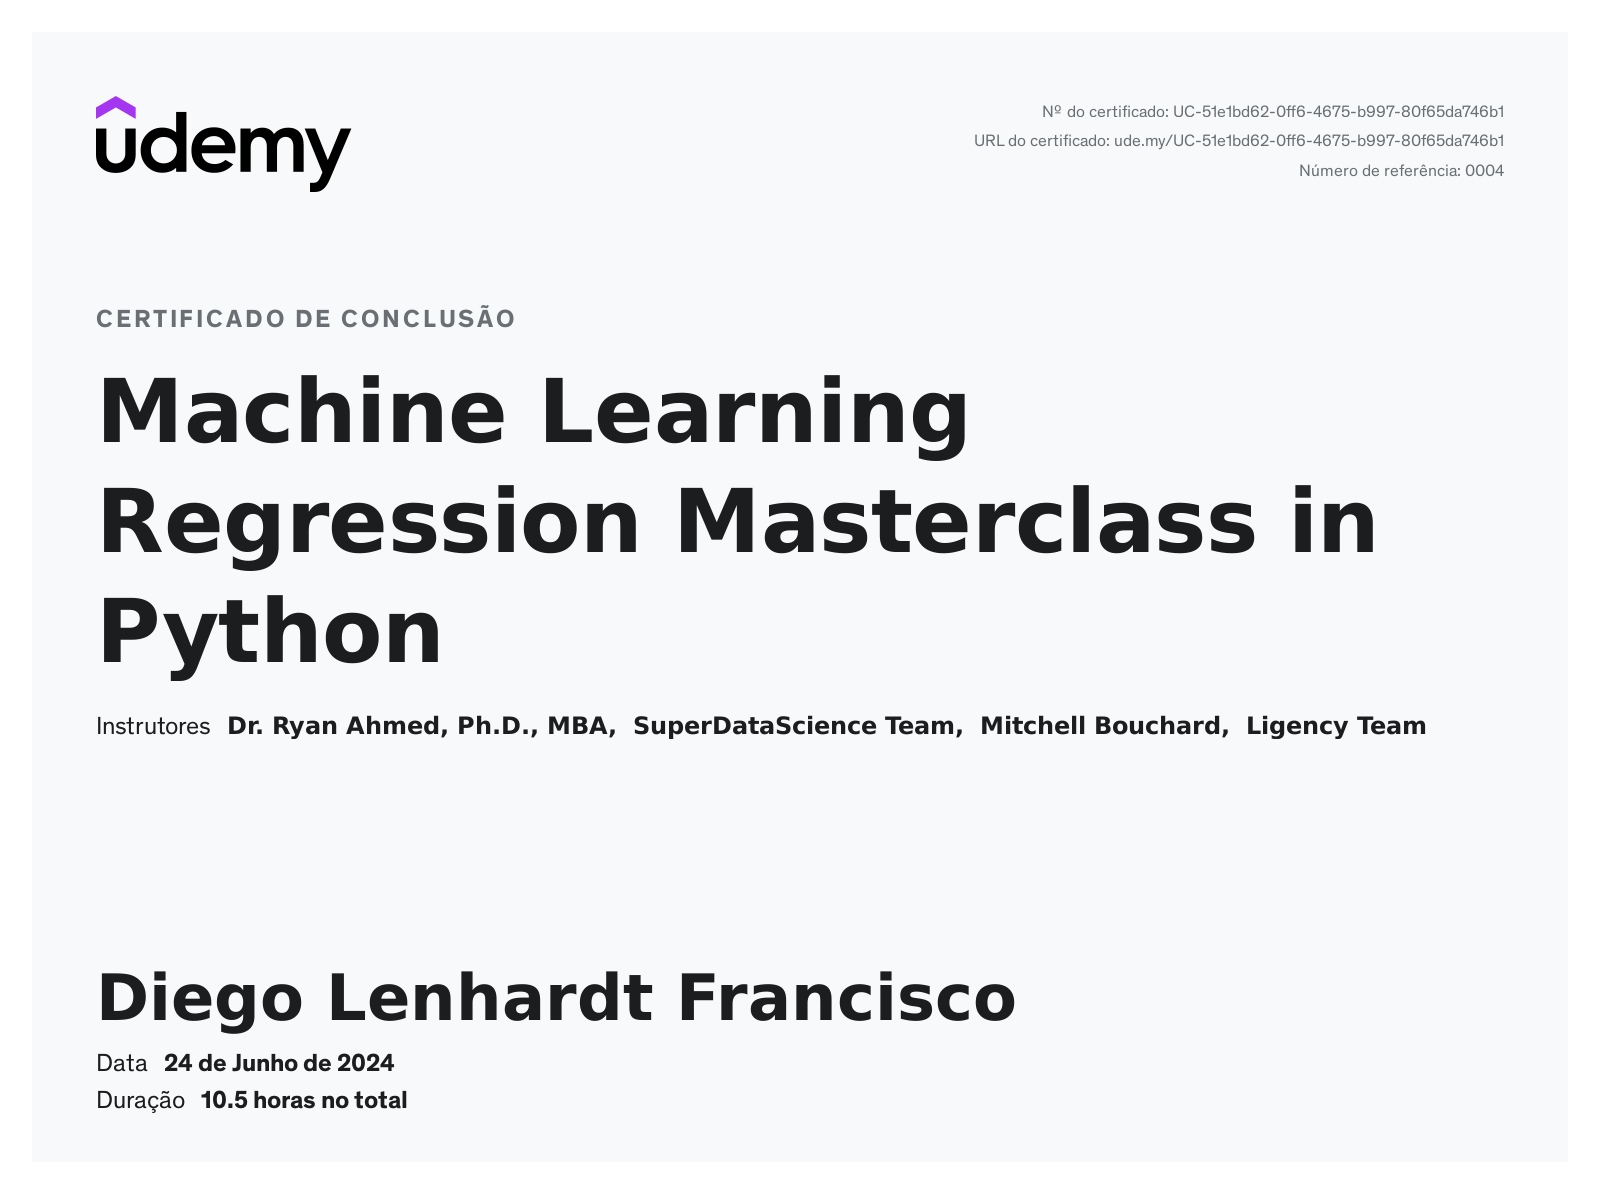 udemy
Nº do certificado: UC-51e1bd62-0ff6-4675-b997-80f65da746b1
URL do certificado: ude.my/UC-51e1bd62-0ff6-4675-b997-80f65da746b1
Número de referência: 0004
CERTIFICADO DE CONCLUSÃO
Machine Learning
Regression Masterclass in
Python
Instrutores Dr. Ryan Ahmed, Ph.D., MBA, SuperDataScience Team, Mitchell Bouchard, Ligency Team
Diego Lenhardt Francisco
Data 24 de Junho de 2024
Duração 10.5 horas no total